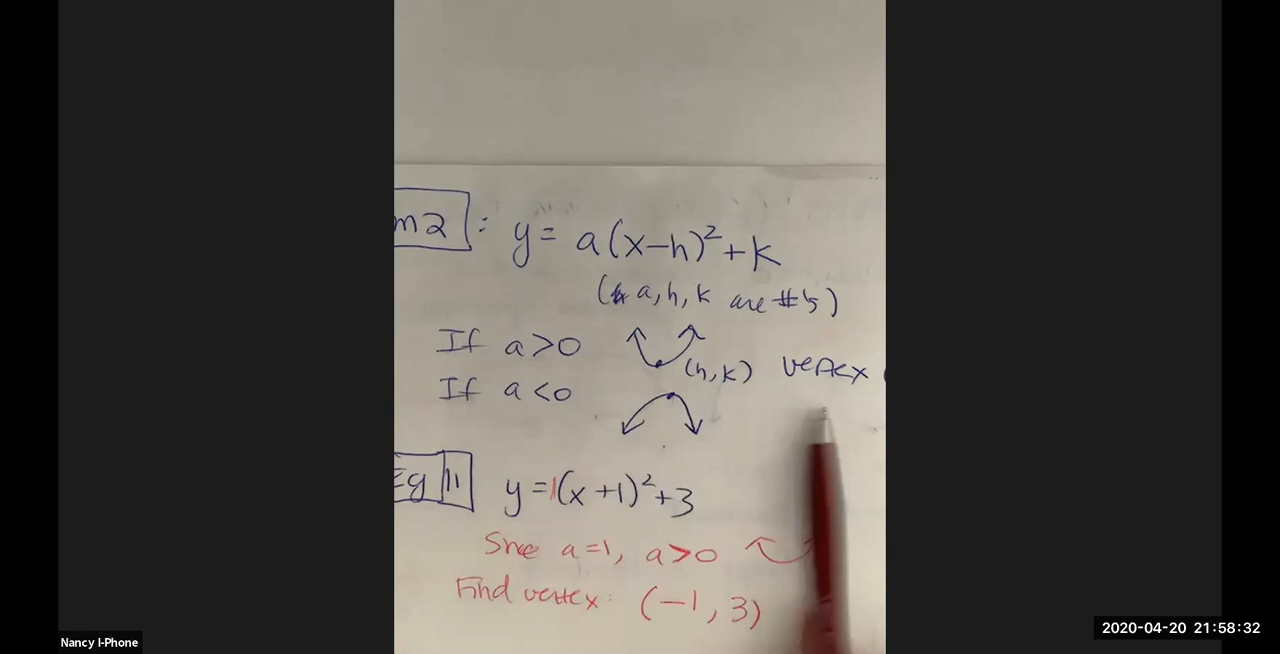 m2 : y = a(x-h)²+k
(a, h, k are #'s)
If a>0
(h,k) vertex
If a<0
Eg 11 y = 1(x+1)²+3
Since a=1, a>0
Find vertex: (-1, 3)
Nancy I-Phone
2020-04-20 21:58:32